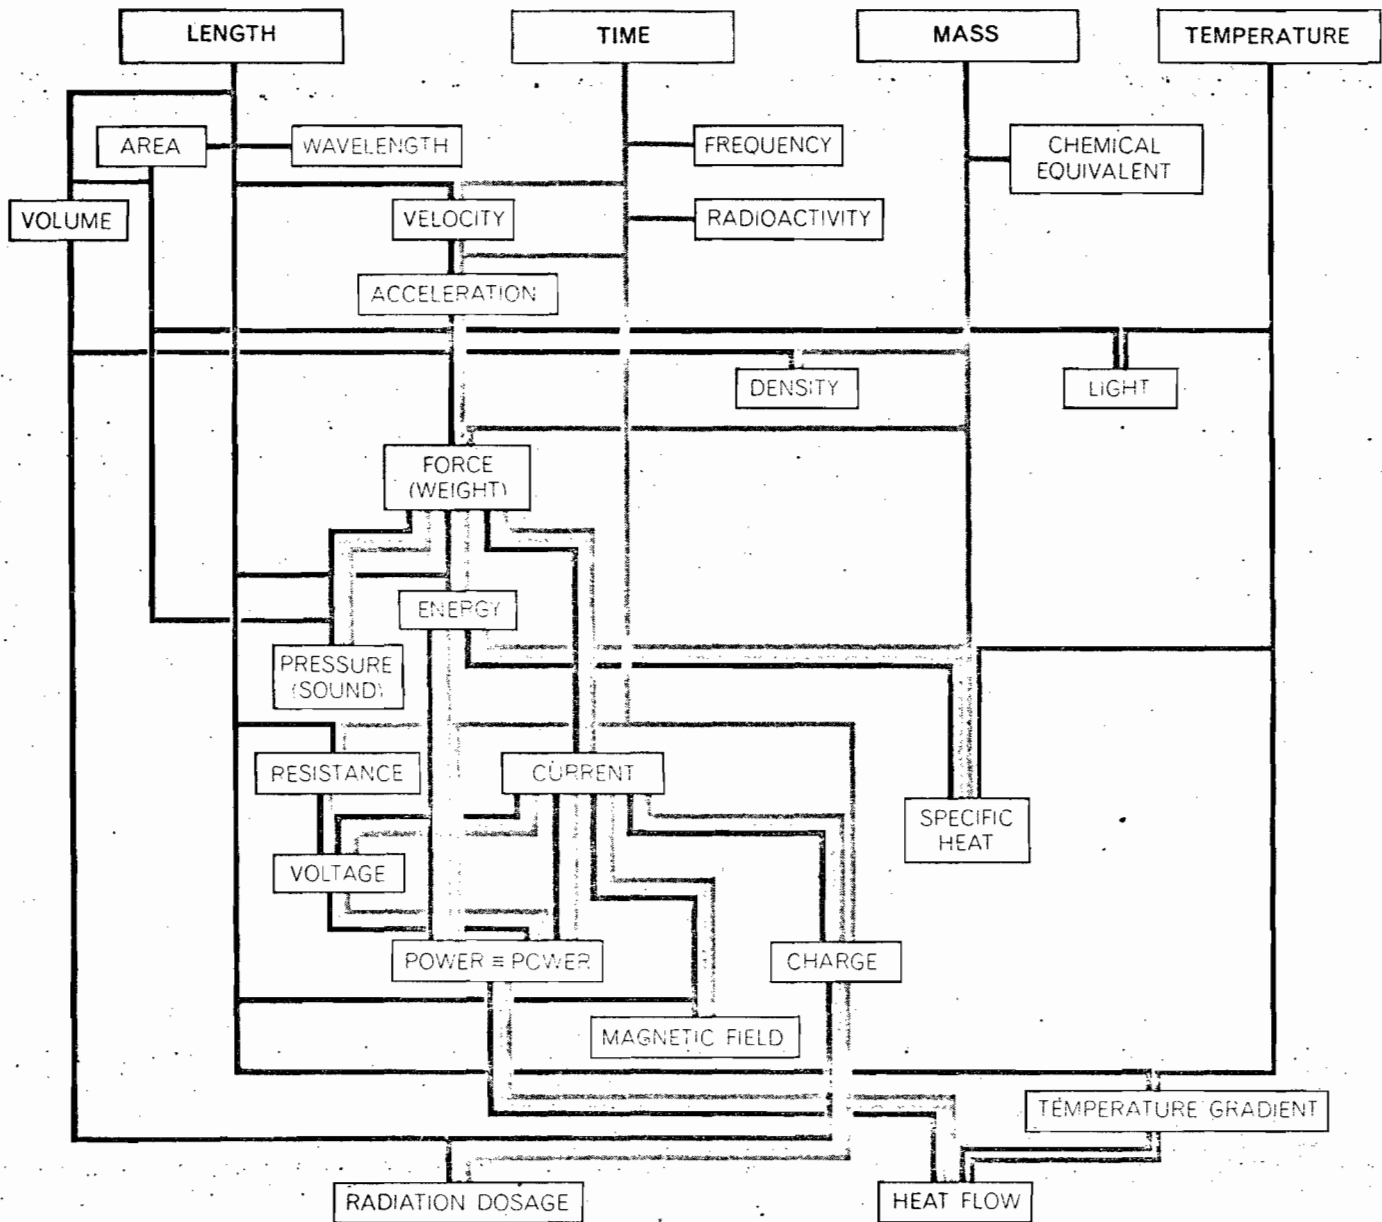 LENGTH
TIME
MASS
TEMPERATURE
AREA
WAVELENGTH
FREQUENCY
CHEMICAL
EQUIVALENT
VOLUME
VELOCITY
RADIOACTIVITY
ACCELERATION
DENSITY
LIGHT
FORCE
(WEIGHT)
ENERGY
PRESSURE
(SOUND)
RESISTANCE
CURRENT
SPECIFIC
HEAT
VOLTAGE
POWER ≡ POWER
CHARGE
MAGNETIC FIELD
TEMPERATURE GRADIENT
RADIATION DOSAGE
HEAT FLOW